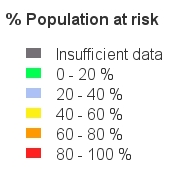 % Population at risk
Insufficient data
0 - 20 %
20 - 40 %
40 - 60 %
60 - 80 %
80 - 100 %